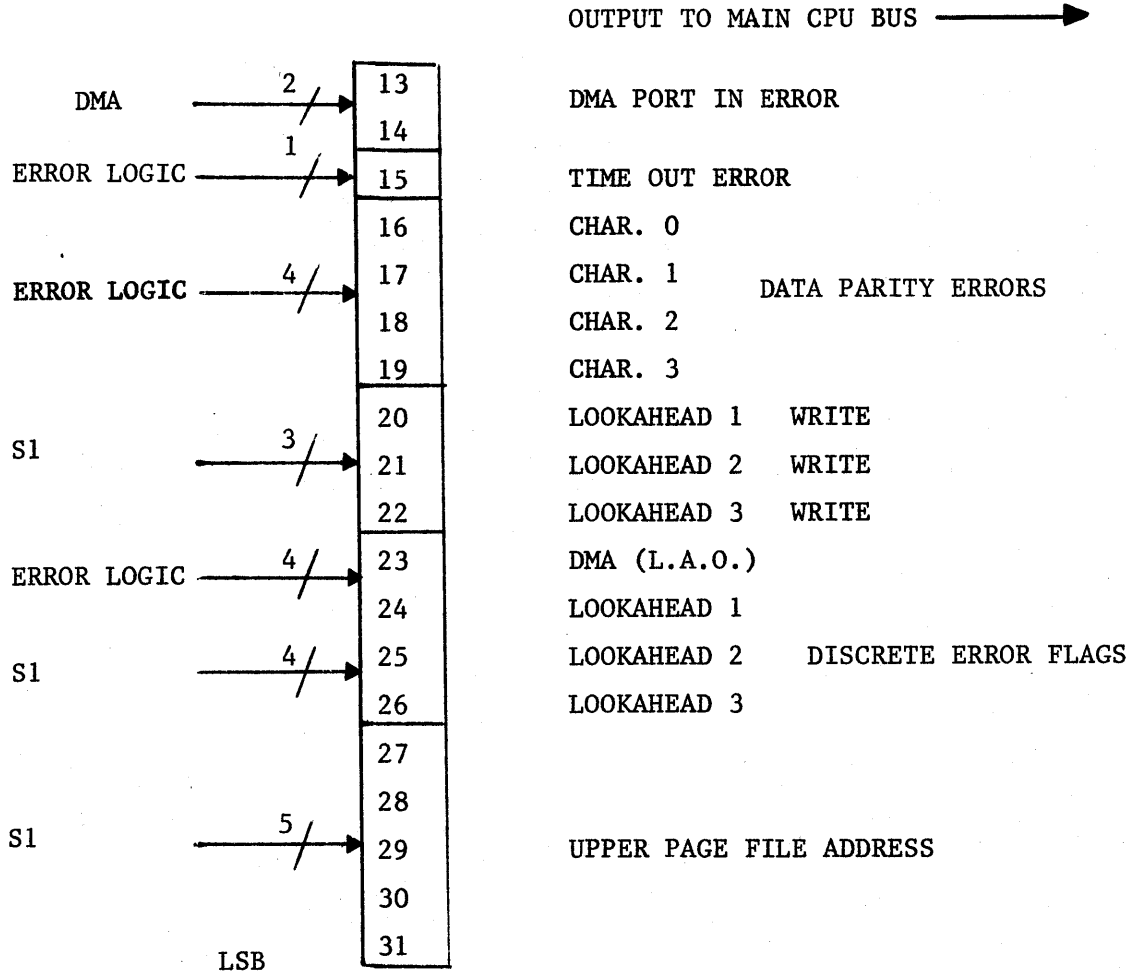 OUTPUT TO MAIN CPU BUS
DMA 2 13 DMA PORT IN ERROR
14
ERROR LOGIC 1 15 TIME OUT ERROR
16 CHAR. 0
ERROR LOGIC 4 17 CHAR. 1 DATA PARITY ERRORS
18 CHAR. 2
19 CHAR. 3
20 LOOKAHEAD 1 WRITE
S1 3 21 LOOKAHEAD 2 WRITE
22 LOOKAHEAD 3 WRITE
ERROR LOGIC 4 23 DMA (L.A.O.)
24 LOOKAHEAD 1
S1 4 25 LOOKAHEAD 2 DISCRETE ERROR FLAGS
26 LOOKAHEAD 3
27
28
S1 5 29 UPPER PAGE FILE ADDRESS
30
31
LSB